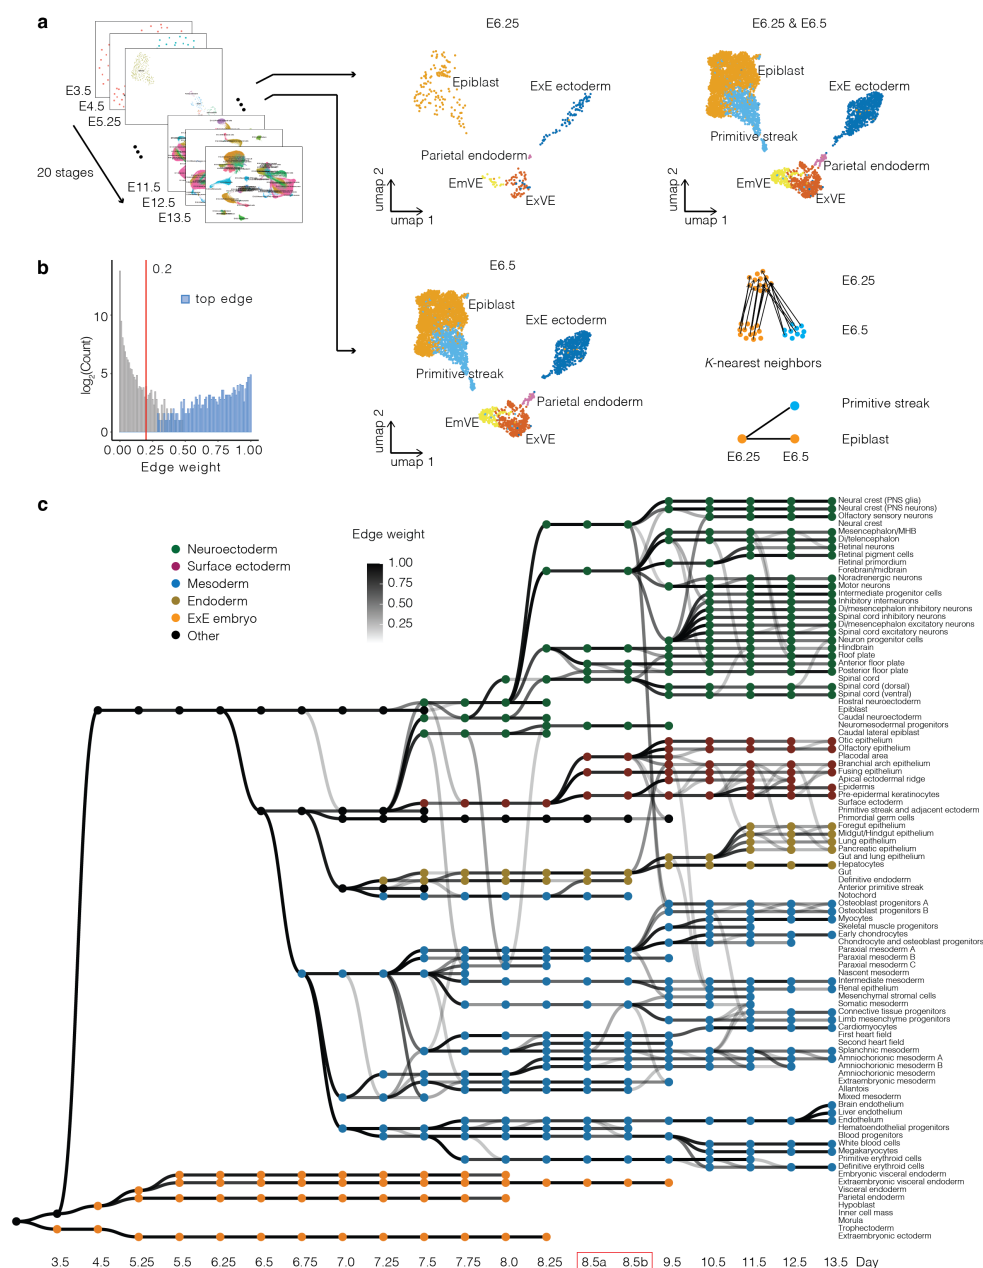 a
E3.5
E4.5
E5.25
20 stages
E11.5
E12.5
E13.5
E6.25
Epiblast
ExE ectoderm
Parietal endoderm
EmVE
ExVE
umap 2
umap 1
E6.25 & E6.5
Epiblast
ExE ectoderm
Primitive streak
Parietal endoderm
EmVE
ExVE
umap 2
umap 1
b
0.2
top edge
log2(Count)
10
5
0
0.00 0.25 0.50 0.75 1.00
Edge weight
E6.5
Epiblast
ExE ectoderm
Primitive streak
Parietal endoderm
EmVE
ExVE
umap 2
umap 1
E6.25
E6.5
K-nearest neighbors
Primitive streak
Epiblast
E6.25 E6.5
c
Neuroectoderm
Surface ectoderm
Mesoderm
Endoderm
ExE embryo
Other
Edge weight
1.00
0.75
0.50
0.25
Neural crest (PNS glia)
Neural crest (PNS neurons)
Olfactory sensory neurons
Neural crest
Mesencephalon/MHB
Di/telencephalon
Retinal neurons
Retinal pigment cells
Retinal primordium
Forebrain/midbrain
Noradrenergic neurons
Motor neurons
Intermediate progenitor cells
Inhibitory interneurons
Di/mesencephalon inhibitory neurons
Spinal cord inhibitory neurons
Di/mesencephalon excitatory neurons
Spinal cord excitatory neurons
Neuron progenitor cells
Hindbrain
Roof plate
Anterior floor plate
Posterior floor plate
Spinal cord
Spinal cord (dorsal)
Spinal cord (ventral)
Rostral neuroectoderm
Epiblast
Caudal neuroectoderm
Neuromesodermal progenitors
Caudal lateral epiblast
Otic epithelium
Olfactory epithelium
Placodal area
Branchial arch epithelium
Fusing epithelium
Apical ectodermal ridge
Epidermis
Pre-epidermal keratinocytes
Surface ectoderm
Primitive streak and adjacent ectoderm
Primordial germ cells
Foregut epithelium
Midgut/Hindgut epithelium
Lung epithelium
Pancreatic epithelium
Gut and lung epithelium
Hepatocytes
Gut
Definitive endoderm
Anterior primitive streak
Notochord
Osteoblast progenitors A
Osteoblast progenitors B
Myocytes
Skeletal muscle progenitors
Early chondrocytes
Chondrocyte and osteoblast progenitors
Paraxial mesoderm A
Paraxial mesoderm B
Paraxial mesoderm C
Nascent mesoderm
Intermediate mesoderm
Renal epithelium
Mesenchymal stromal cells
Somatic mesoderm
Connective tissue progenitors
Limb mesenchyme progenitors
Cardiomyocytes
First heart field
Second heart field
Splanchnic mesoderm
Amniochorionic mesoderm A
Amniochorionic mesoderm B
Amniochorionic mesoderm
Extraembryonic mesoderm
Allantois
Mixed mesoderm
Brain endothelium
Liver endothelium
Endothelium
Hematoendothelial progenitors
Blood progenitors
White blood cells
Megakaryocytes
Primitive erythroid cells
Definitive erythroid cells
Embryonic visceral endoderm
Extraembryonic visceral endoderm
Visceral endoderm
Parietal endoderm
Hypoblast
Inner cell mass
Morula
Trophectoderm
Extraembryonic ectoderm
3.5 4.5 5.25 5.5 6.25 6.5 6.75 7.0 7.25 7.5 7.75 8.0 8.25 8.5a 8.5b 9.5 10.5 11.5 12.5 13.5 Day